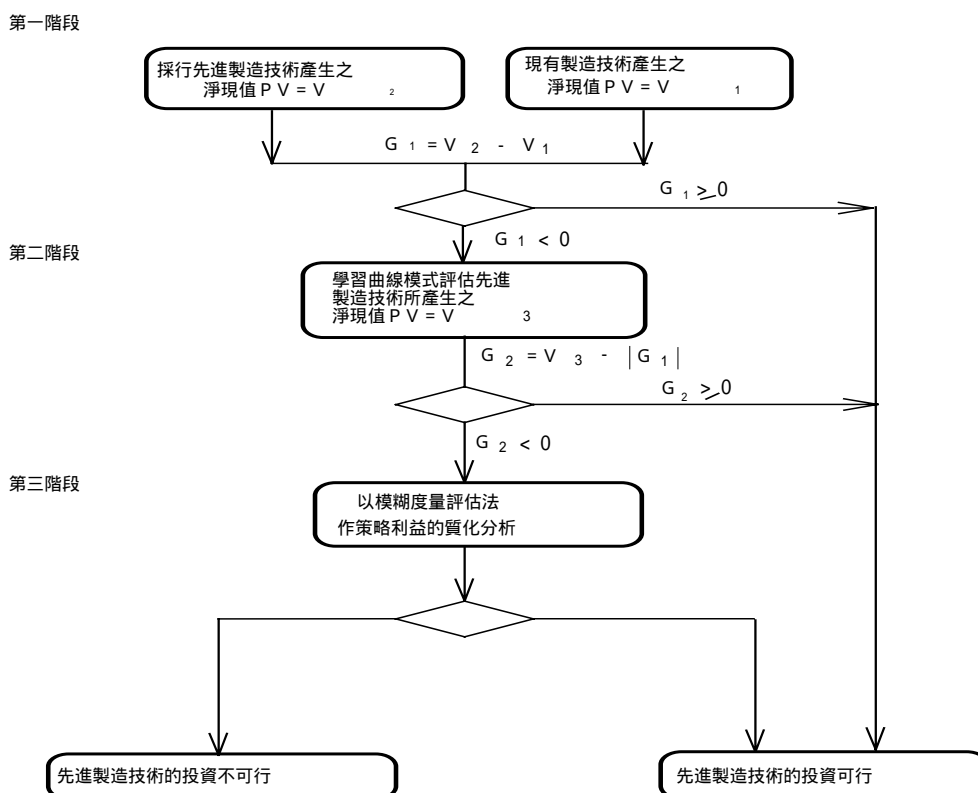 第一階段
採行先進製造技術產生之
淨現值PV=V 2
現有製造技術產生之
淨現值PV=V 1
G 1 =V 2 - V 1
G 1 ≥0
G 1 <0
第二階段
學習曲線模式評估先進
製造技術所產生之
淨現值PV=V 3
G 2 =V 3 - |G 1|
G 2 ≥0
G 2 <0
第三階段
以模糊度量評估法
作策略利益的質化分析
先進製造技術的投資不可行
先進製造技術的投資可行